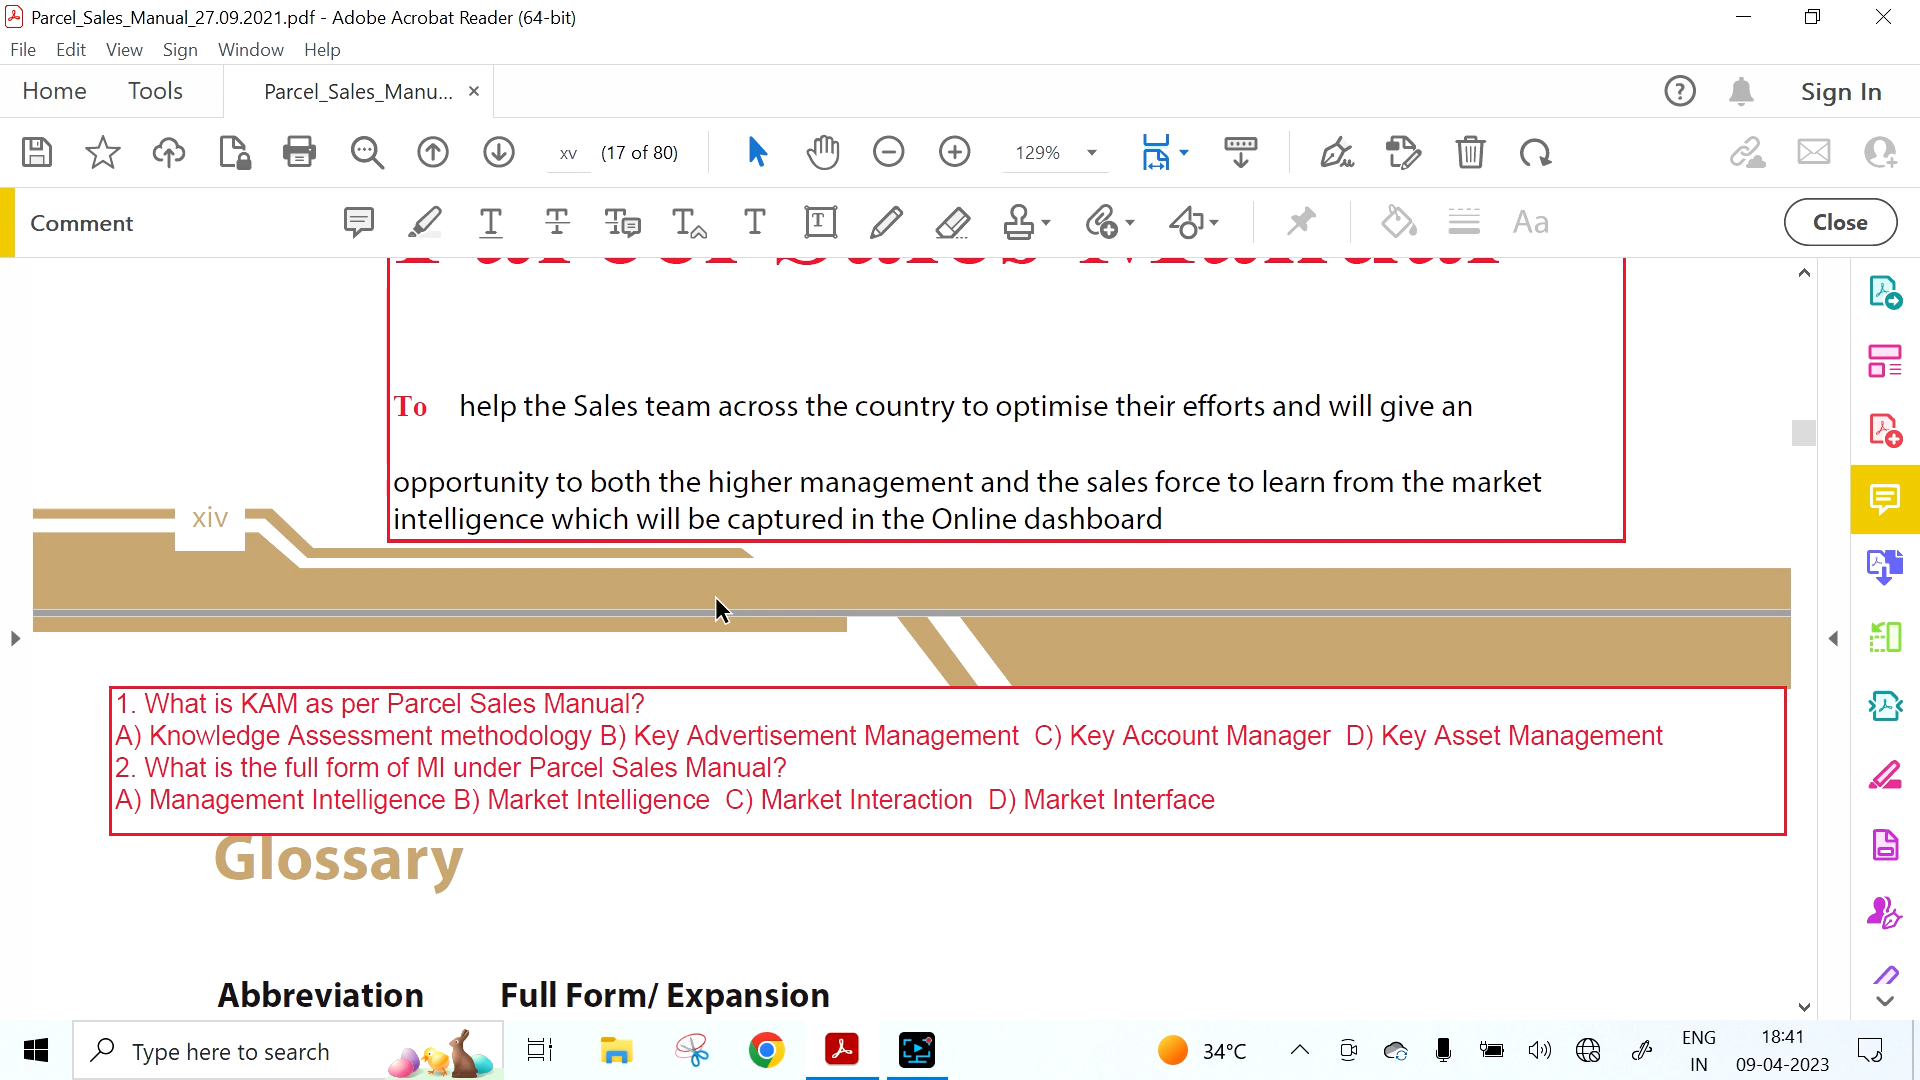 Parcel_Sales_Manual_27.09.2021.pdf - Adobe Acrobat Reader (64-bit)
File Edit View Sign Window Help
Home Tools Parcel_Sales_Manu... × Sign In
xv (17 of 80) 129%
Comment Aa Close
To help the Sales team across the country to optimise their efforts and will give an
opportunity to both the higher management and the sales force to learn from the market
intelligence which will be captured in the Online dashboard
xiv
1. What is KAM as per Parcel Sales Manual?
A) Knowledge Assessment methodology B) Key Advertisement Management C) Key Account Manager D) Key Asset Management
2. What is the full form of MI under Parcel Sales Manual?
A) Management Intelligence B) Market Intelligence C) Market Interaction D) Market Interface
Glossary
Abbreviation Full Form/ Expansion
Type here to search 34°C ENG 18:41
IN 09-04-2023